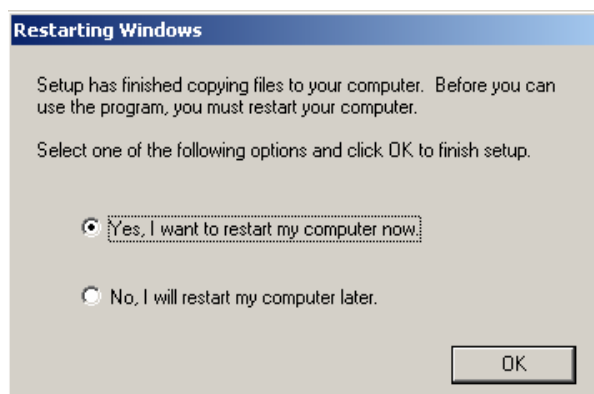 Restarting Windows
Setup has finished copying files to your computer.  Before you can
use the program, you must restart your computer.
Select one of the following options and click OK to finish setup.
Yes, I want to restart my computer now.
No, I will restart my computer later.
OK